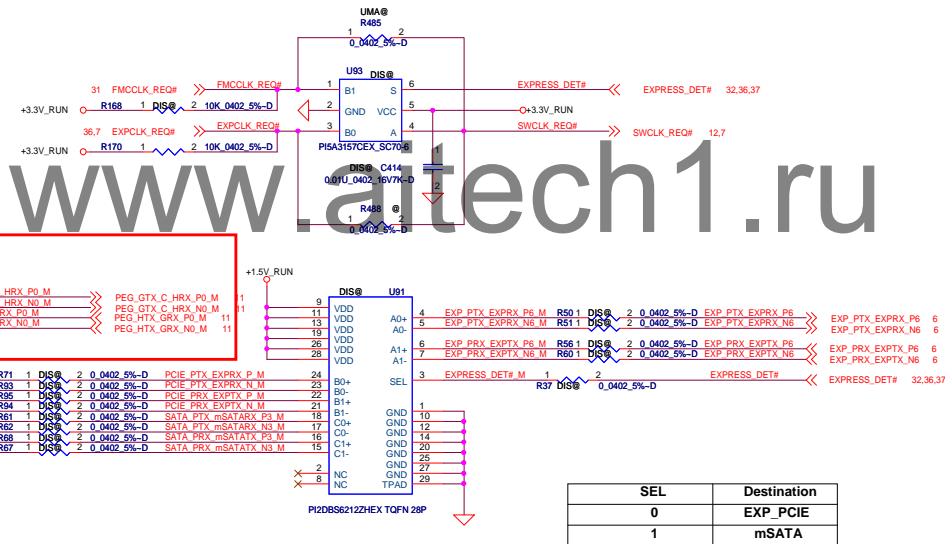 UMA@
R485
1 2
0_0402_5%~D
U93 DIS@
31 FMCCLK_REQ# FMCCLK_REQ# 1 B1 S 6 EXPRESS_DET# EXPRESS_DET# 32,36,37
+3.3V_RUN R168 1 DIS@ 2 10K_0402_5%~D 2 GND VCC 5 +3.3V_RUN
36,7 EXPCLK_REQ# EXPCLK_REQ# 3 B0 A 4 SWCLK_REQ# SWCLK_REQ# 12,7
+3.3V_RUN R170 1 2 10K_0402_5%~D
PI5A3157CEX_SC70-6
1
DIS@ C414
0.01U_0402_16V7K~D
2
www.aitech1.ru
R488 @
1 2
0_0402_5%~D
+1.5V_RUN
_HRX_P0_M PEG_GTX_C_HRX_P0_M 11
_HRX_N0_M PEG_GTX_C_HRX_N0_M 11
RX_P0_M PEG_HTX_GRX_P0_M 11
RX_N0_M PEG_HTX_GRX_N0_M 11
DIS@ U91
9 VDD
11 VDD
13 VDD
19 VDD
26 VDD
28 VDD
A0+ 4 EXP_PTX_EXPRX_P6_M R50 1 DIS@ 2 0_0402_5%~D EXP_PTX_EXPRX_P6 EXP_PTX_EXPRX_P6 6
A0- 5 EXP_PTX_EXPRX_N6_M R51 1 DIS@ 2 0_0402_5%~D EXP_PTX_EXPRX_N6 EXP_PTX_EXPRX_N6 6
A1+ 6 EXP_PRX_EXPTX_P6_M R56 1 DIS@ 2 0_0402_5%~D EXP_PRX_EXPTX_P6 EXP_PRX_EXPTX_P6 6
A1- 7 EXP_PRX_EXPTX_N6_M R60 1 DIS@ 2 0_0402_5%~D EXP_PRX_EXPTX_N6 EXP_PRX_EXPTX_N6 6
SEL 3 EXPRESS_DET#_M 1 2 EXPRESS_DET# EXPRESS_DET# 32,36,37
R37 DIS@ 0_0402_5%~D
R71 1 DIS@ 2 0_0402_5%~D PCIE_PTX_EXPRX_P_M 24 B0+
R93 1 DIS@ 2 0_0402_5%~D PCIE_PTX_EXPRX_N_M 23 B0-
R95 1 DIS@ 2 0_0402_5%~D PCIE_PRX_EXPTX_P_M 22 B1+
R94 1 DIS@ 2 0_0402_5%~D PCIE_PRX_EXPTX_N_M 21 B1-
R61 1 DIS@ 2 0_0402_5%~D SATA_PTX_mSATARX_P3_M 18 C0+
R62 1 DIS@ 2 0_0402_5%~D SATA_PTX_mSATARX_N3_M 17 C0-
R68 1 DIS@ 2 0_0402_5%~D SATA_PRX_mSATATX_P3_M 16 C1+
R67 1 DIS@ 2 0_0402_5%~D SATA_PRX_mSATATX_N3_M 15 C1-
GND 1
GND 10
GND 12
GND 14
GND 20
GND 25
2 NC GND 27
8 NC TPAD 29
PI2DBS6212ZHEX TQFN 28P
SEL Destination
0 EXP_PCIE
1 mSATA